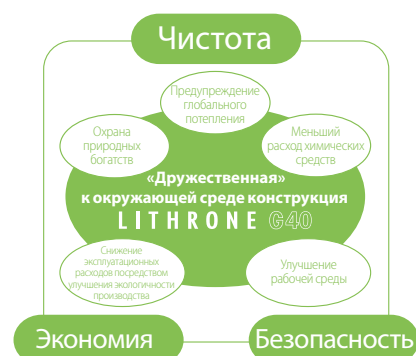 Чистота
Предупреждение
глобального
потепления
Охрана
природных
богатств
Меньший
расход химических
средств
«Дружественная»
к окружающей среде конструкция
LITHRONE G40
Снижение
эксплуатационных
расходов посредством
улучшения экологичности
производства
Улучшение
рабочей среды
Экономия
Безопасность